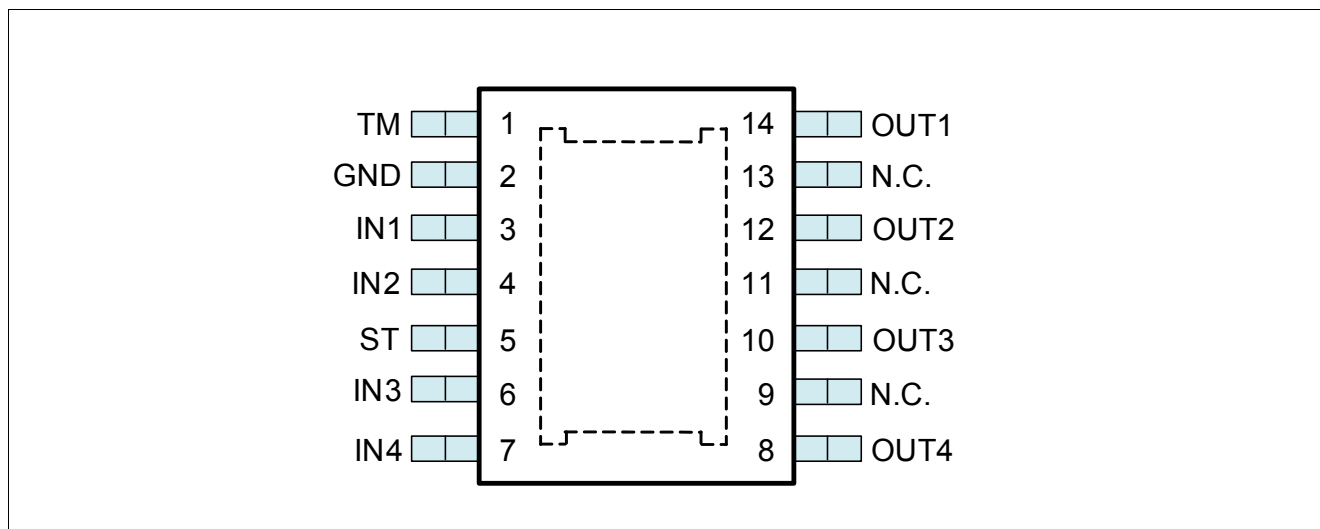 TM 1 14 OUT1
GND 2 13 N.C.
IN1 3 12 OUT2
IN2 4 11 N.C.
ST 5 10 OUT3
IN3 6 9 N.C.
IN4 7 8 OUT4